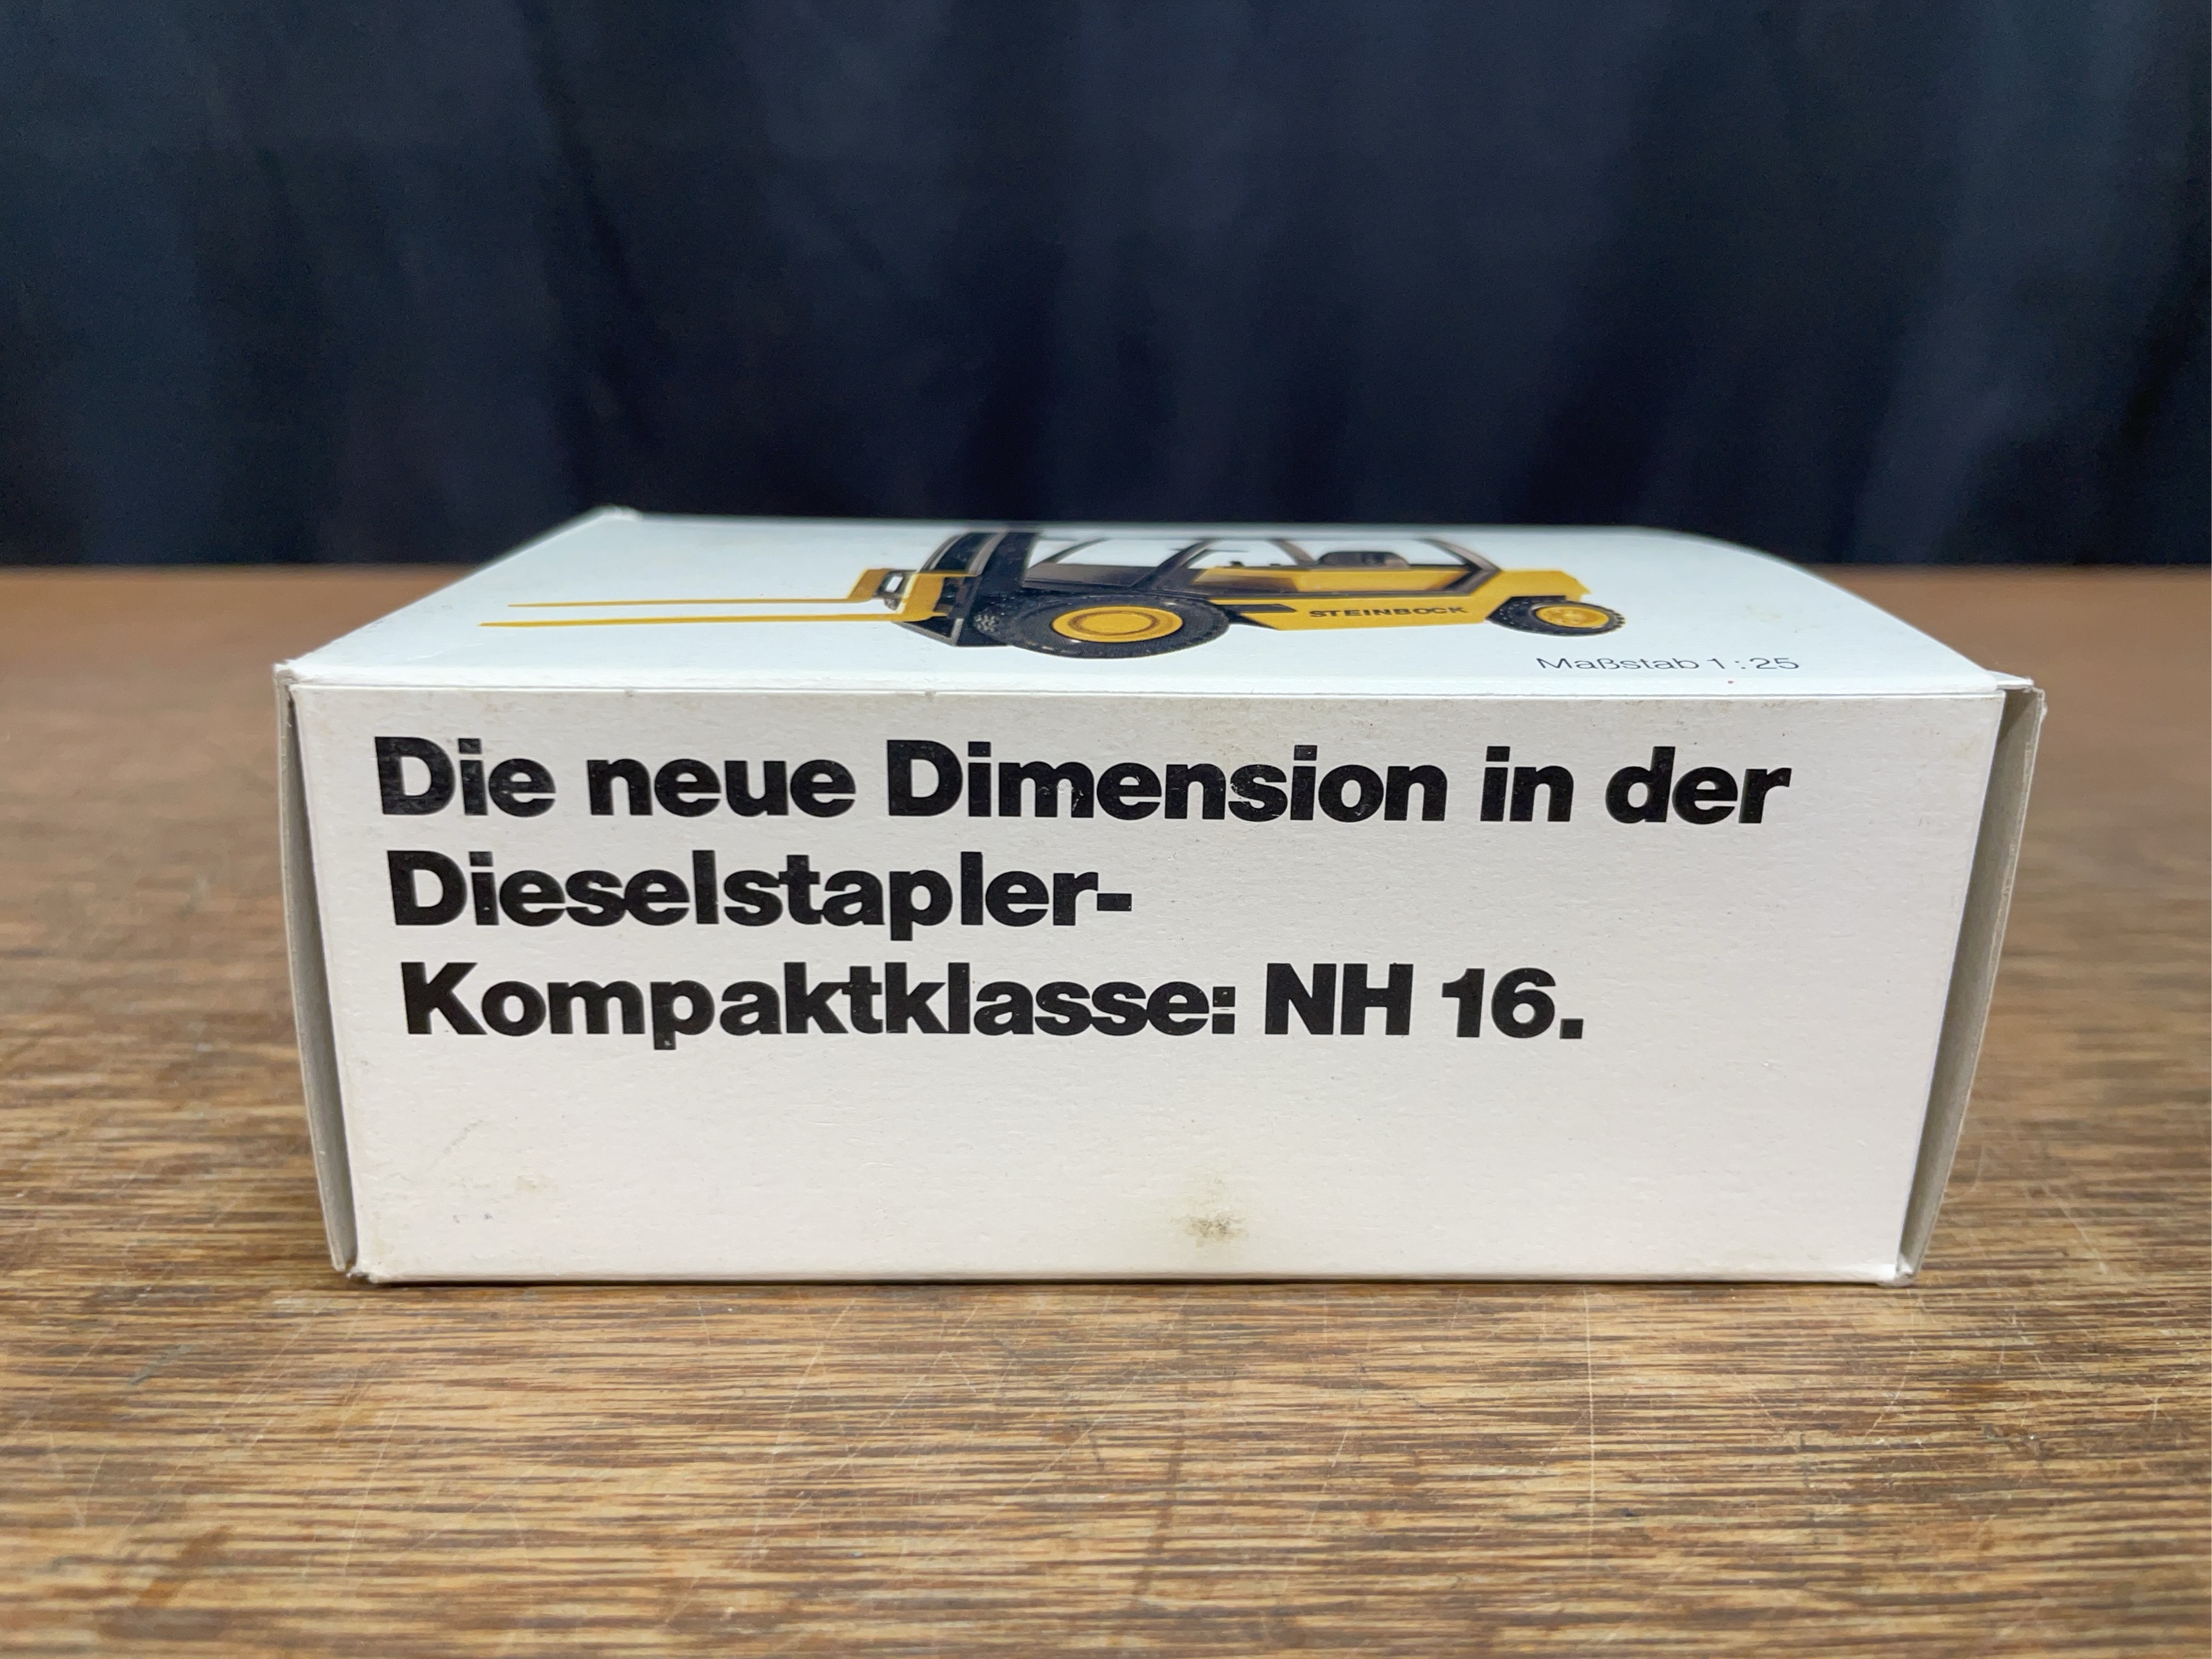 STEINBOCK
Maßstab 1:25
Die neue Dimension in der
Dieselstapler-
Kompaktklasse: NH 16.